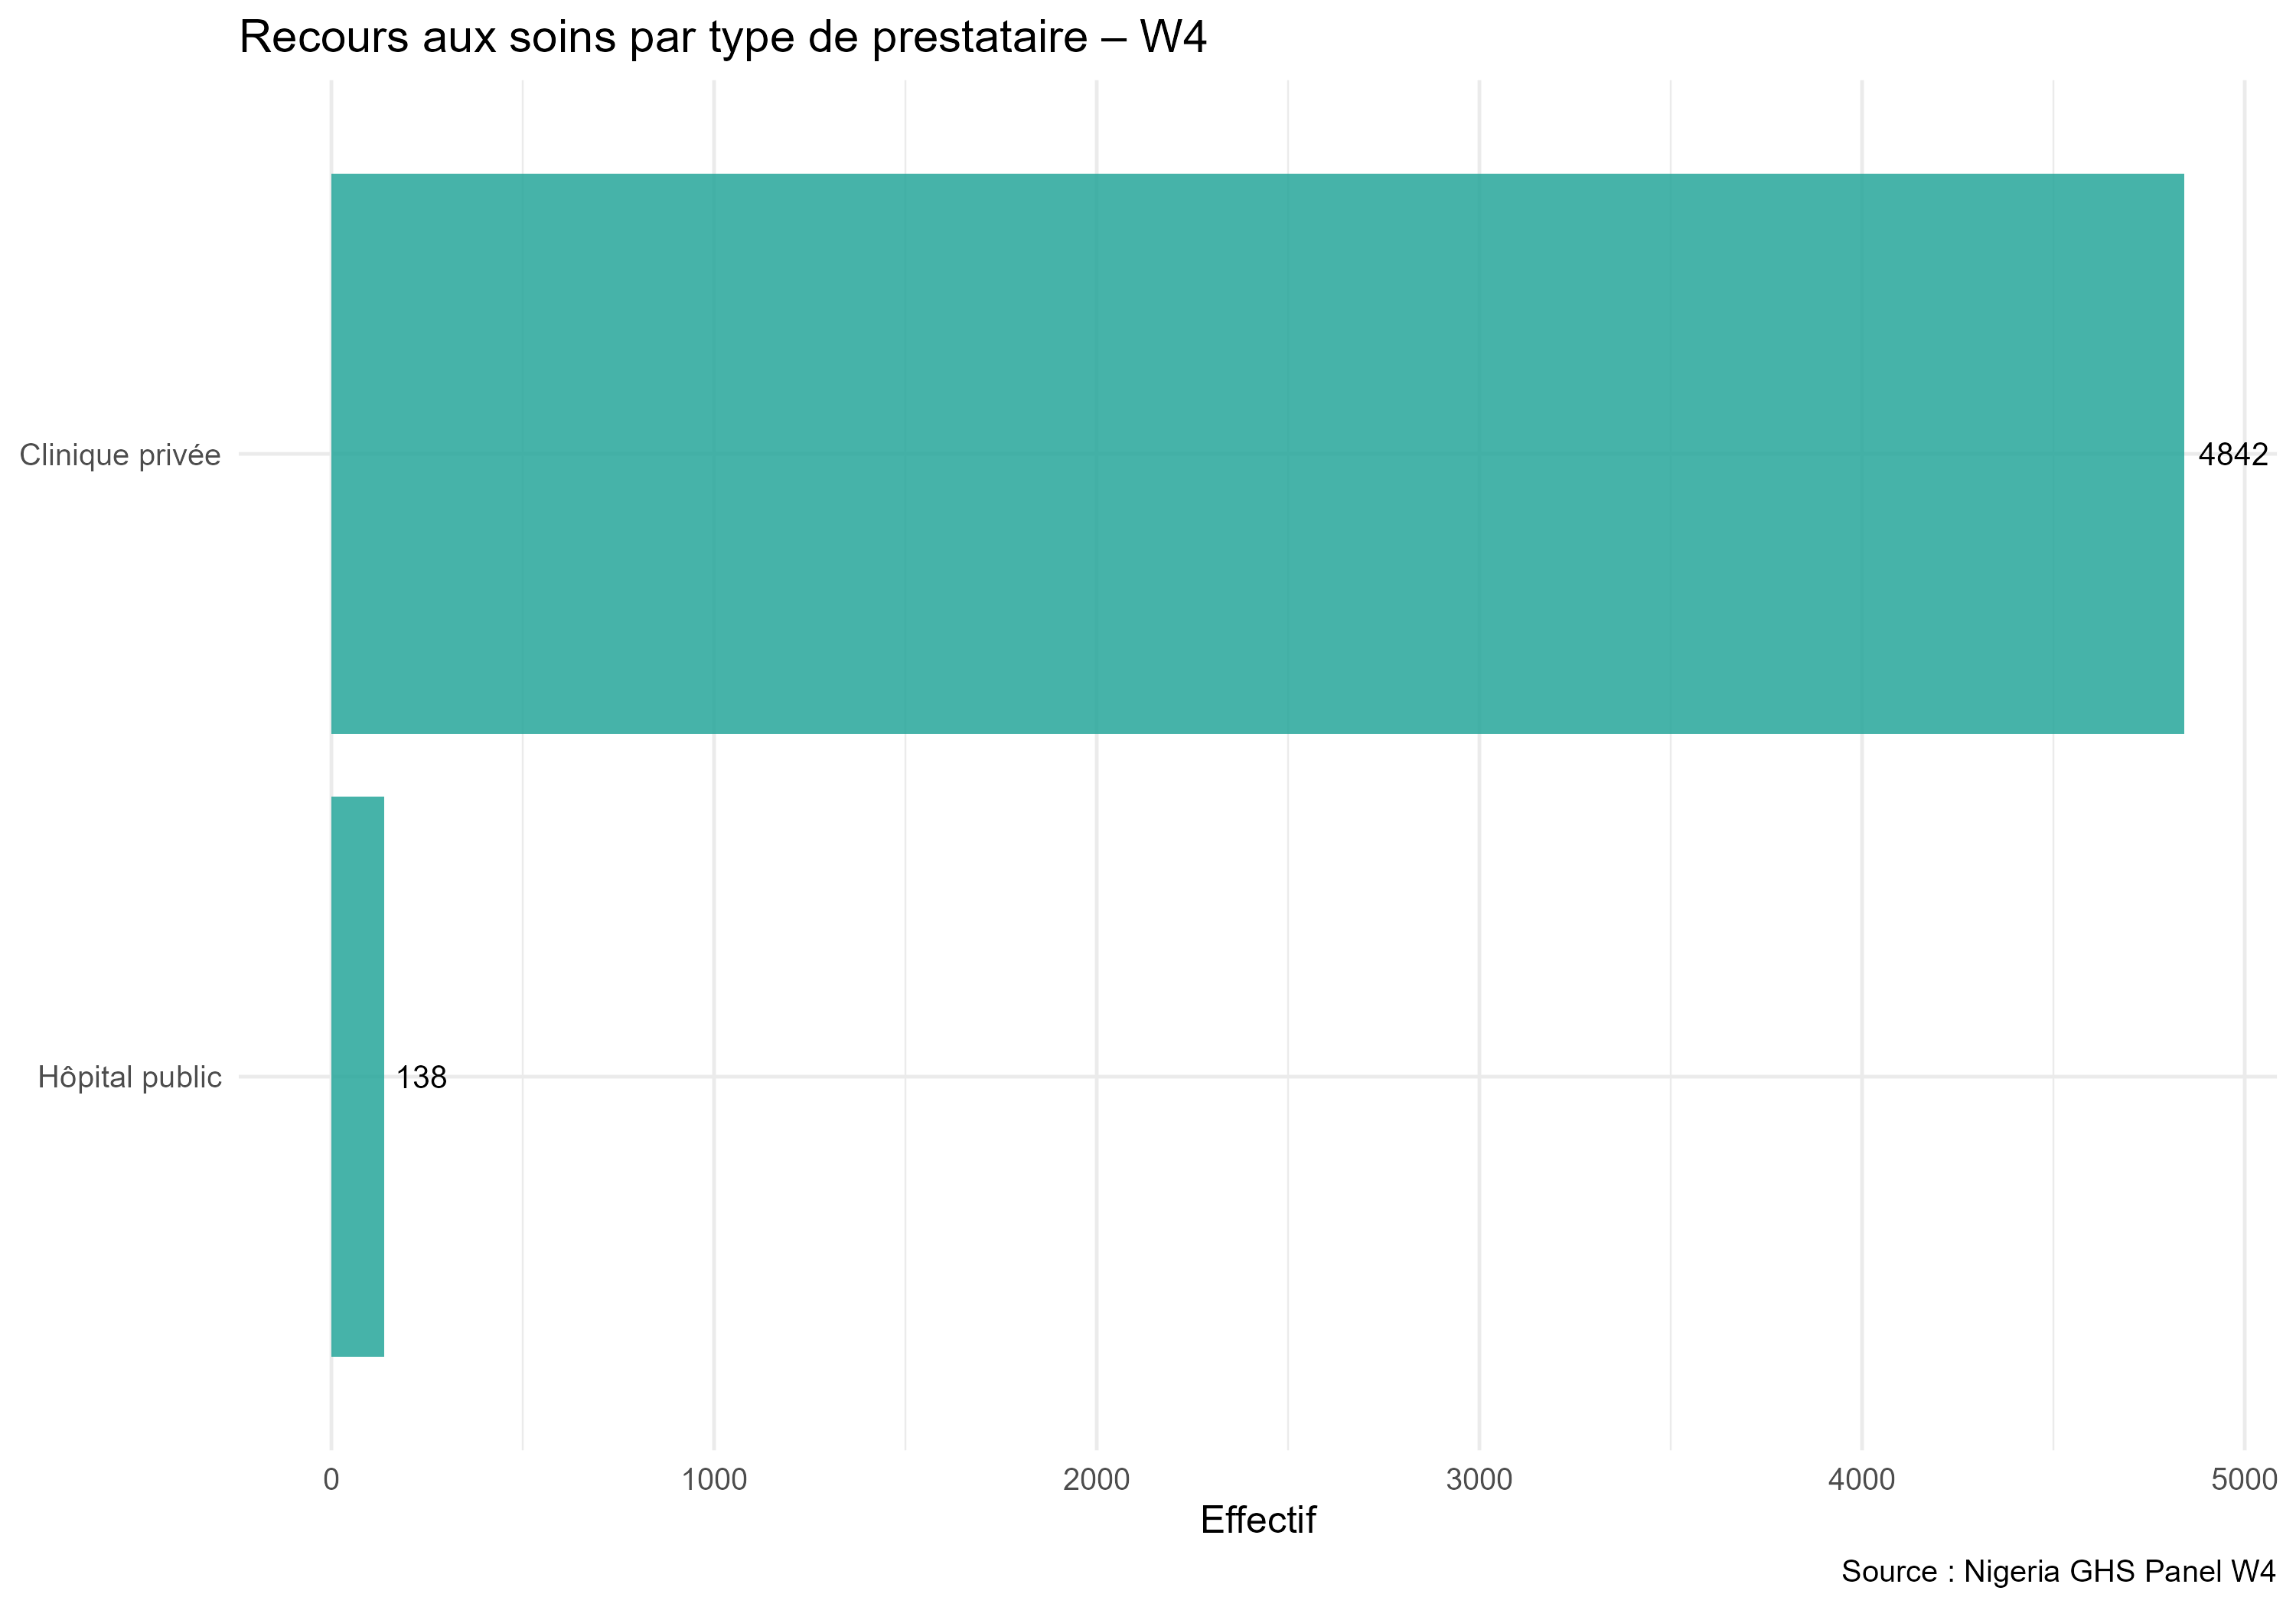 Recours aux soins par type de prestataire – W4
Clinique privée
4842
Hôpital public
138
0 1000 2000 3000 4000 5000
Effectif
Source : Nigeria GHS Panel W4